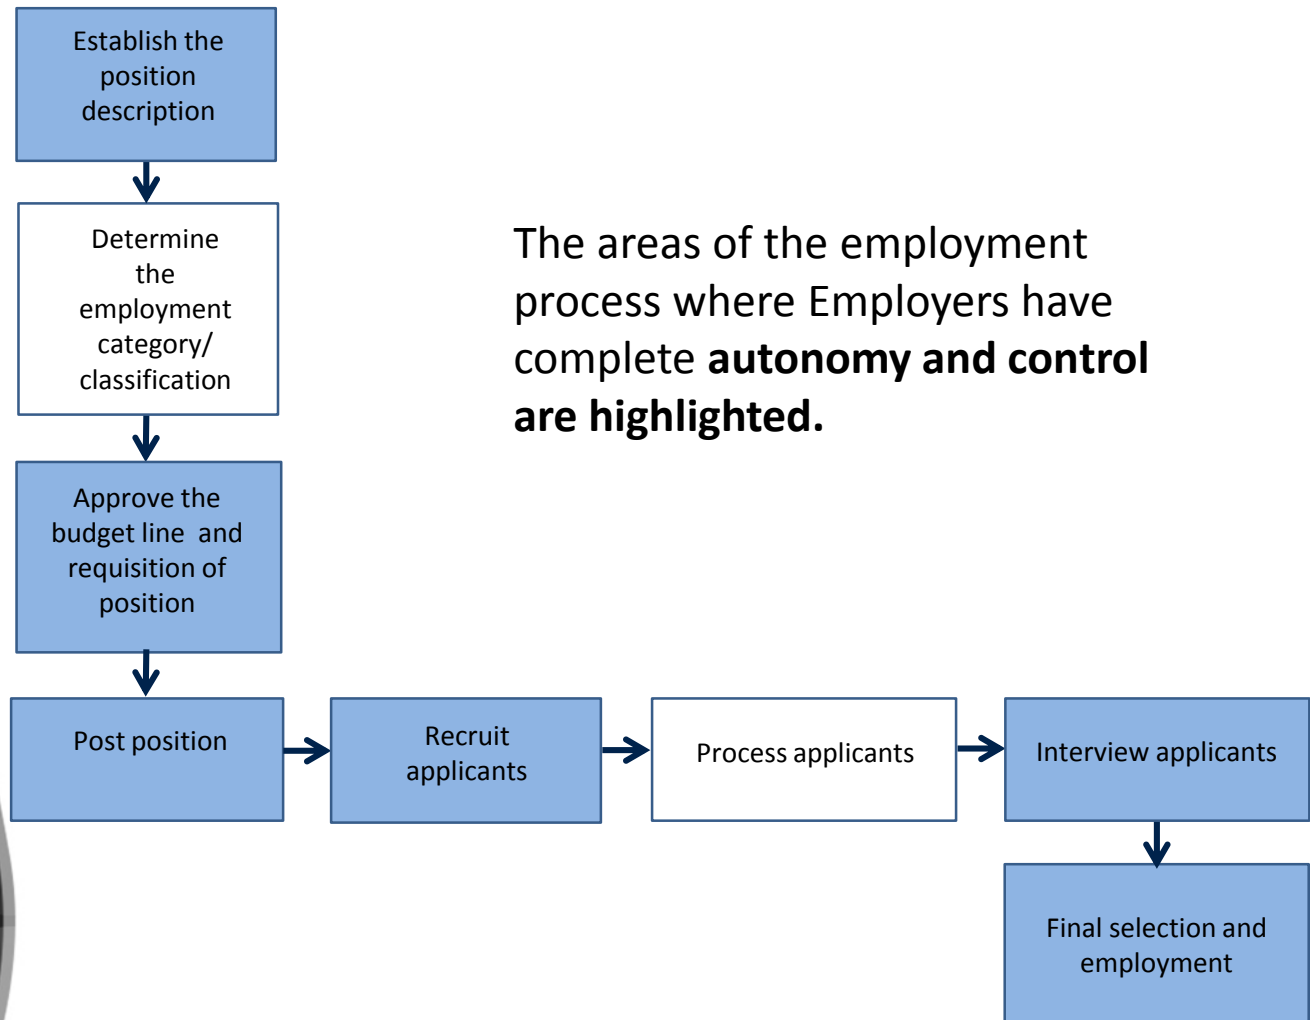 Establish the
position
description
Determine
the
employment
category/
classification
The areas of the employment
process where Employers have
complete autonomy and control
are highlighted.
Approve the
budget line and
requisition of
position
Post position
Recruit
applicants
Process applicants
Interview applicants
Final selection and
employment